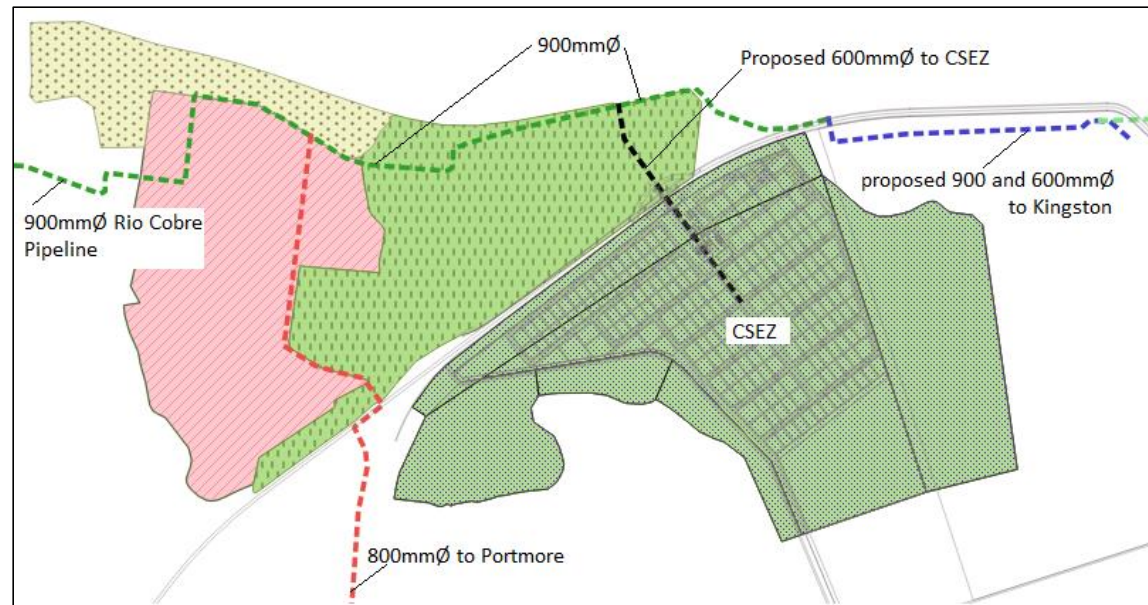 900mmØ
Proposed 600mmØ to CSEZ
proposed 900 and 600mmØ
to Kingston
900mmØ Rio Cobre
Pipeline
CSEZ
800mmØ to Portmore